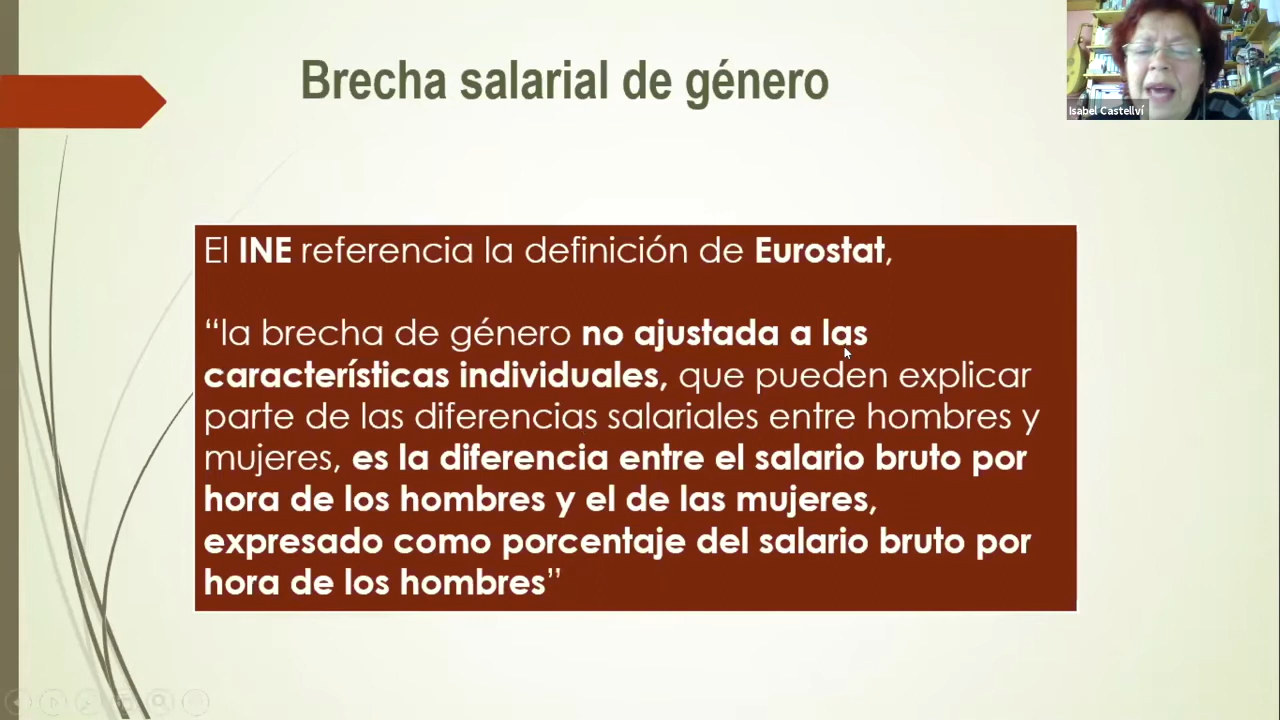 Brecha salarial de género
Isabel Castellví
El INE referencia la definición de Eurostat,
“la brecha de género no ajustada a las
características individuales, que pueden explicar
parte de las diferencias salariales entre hombres y
mujeres, es la diferencia entre el salario bruto por
hora de los hombres y el de las mujeres,
expresado como porcentaje del salario bruto por
hora de los hombres”